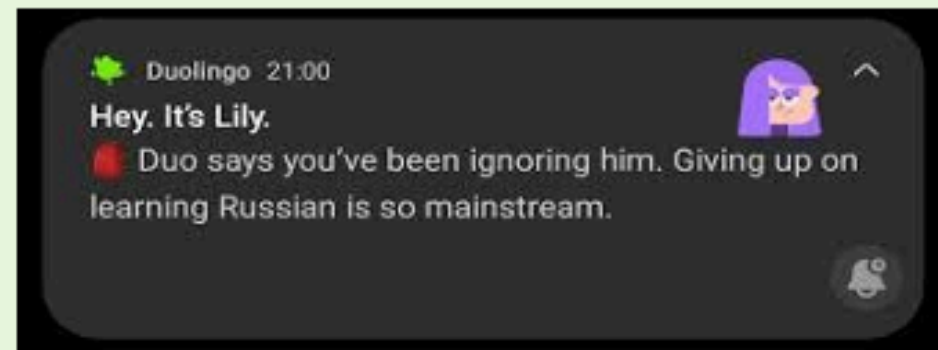 Duolingo 21:00
Hey. It's Lily.
Duo says you've been ignoring him. Giving up on
learning Russian is so mainstream.